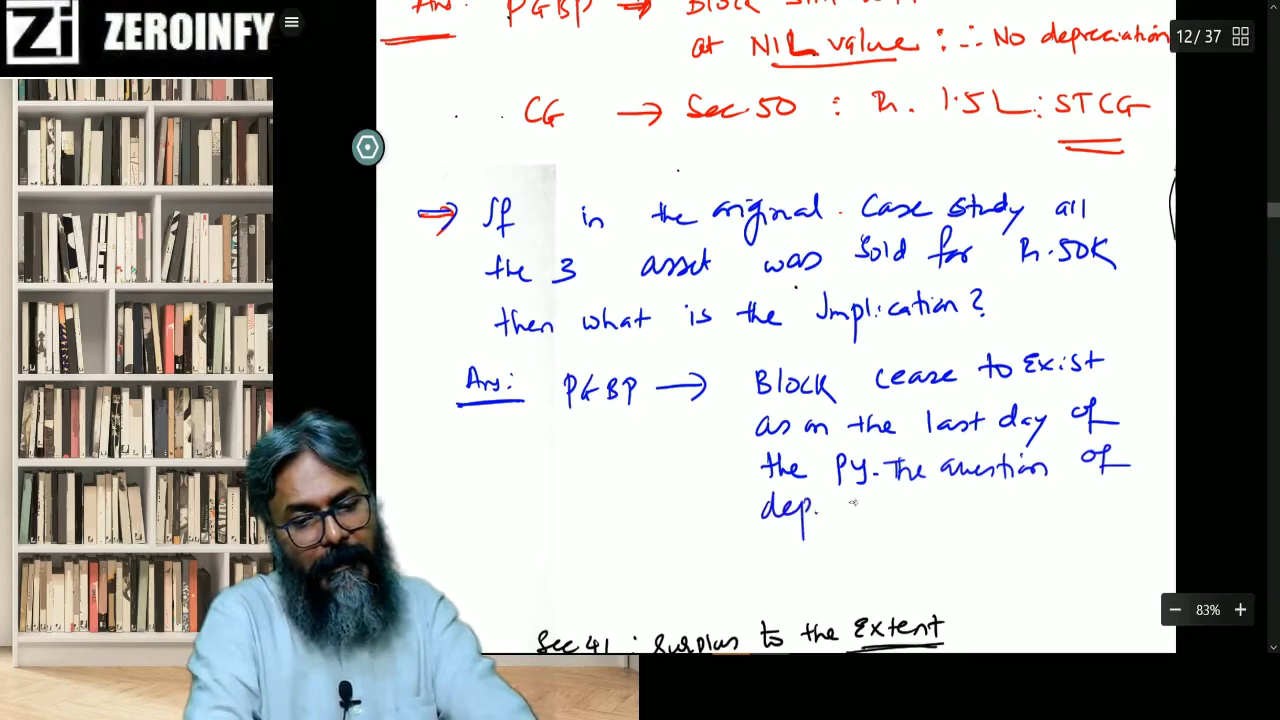 Zi ZEROINFY
Ans: PGBP → Block
at NIL value : ∴ No depreciation
12 / 37
CG → Sec 50 : R. 1.5 L : STCG
⇒ If in the original case study all
the 3 asset was sold for R. 50K
then what is the Implication?
Ans: PGBP → Block cease to Exist
as on the last day of
the PY. The question of
dep.
83%
Sec 41 : Surplus to the Extent